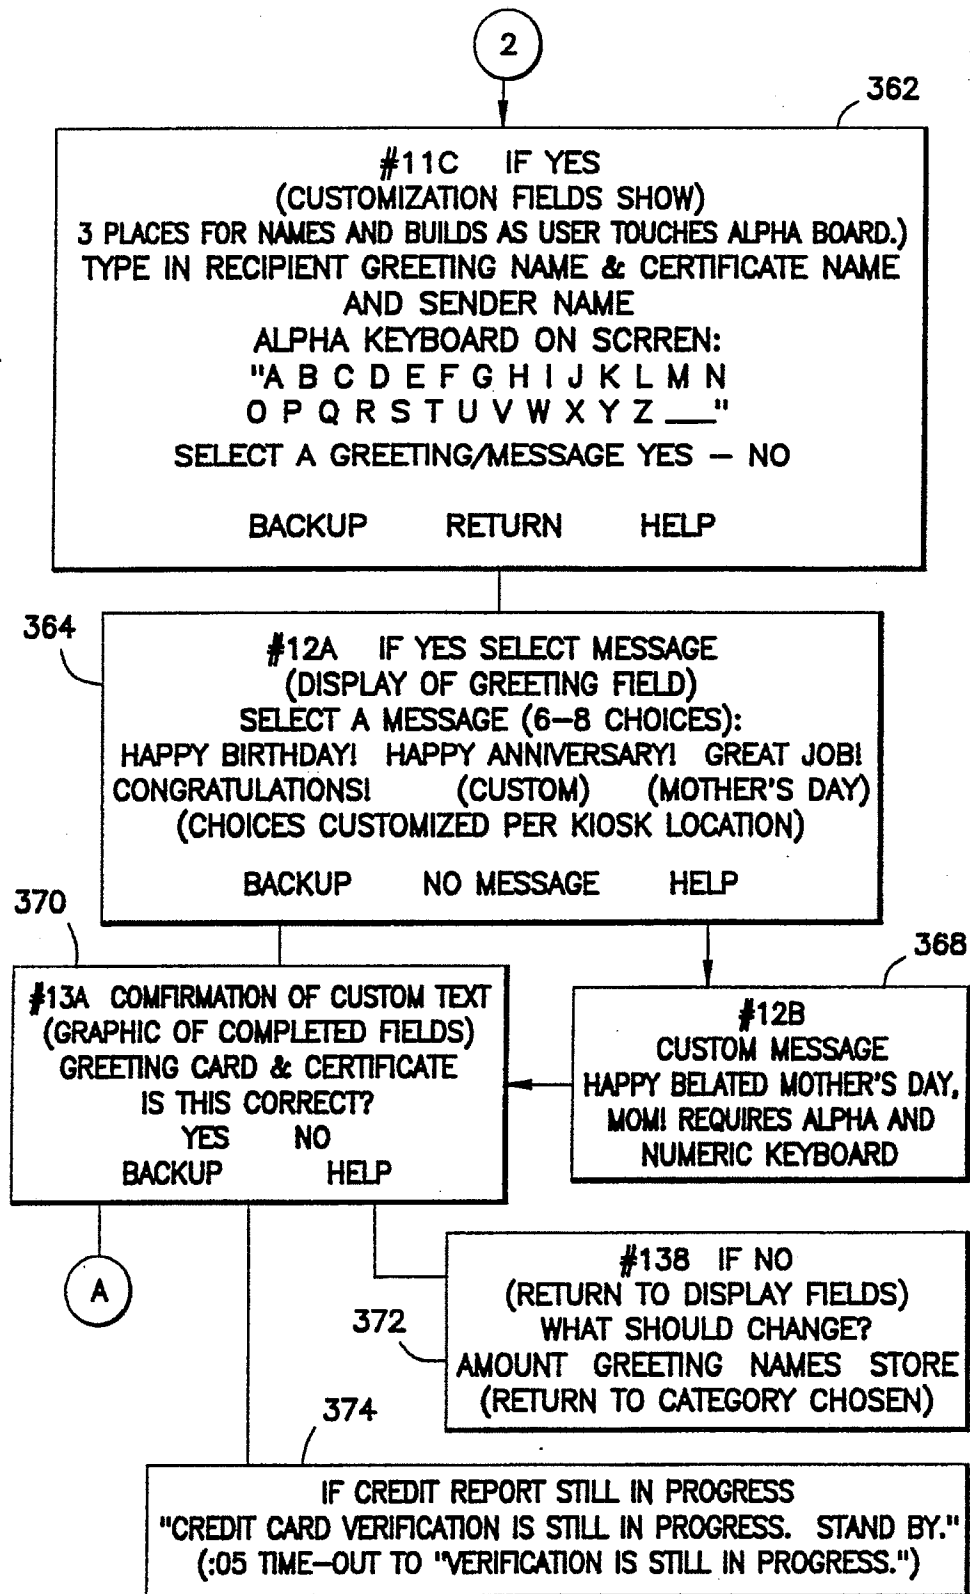 2
362
#11C IF YES
(CUSTOMIZATION FIELDS SHOW)
3 PLACES FOR NAMES AND BUILDS AS USER TOUCHES ALPHA BOARD.)
TYPE IN RECIPIENT GREETING NAME & CERTIFICATE NAME
AND SENDER NAME
ALPHA KEYBOARD ON SCRREN:
"A B C D E F G H I J K L M N
O P Q R S T U V W X Y Z __"
SELECT A GREETING/MESSAGE YES – NO
BACKUP RETURN HELP
364
#12A IF YES SELECT MESSAGE
(DISPLAY OF GREETING FIELD)
SELECT A MESSAGE (6–8 CHOICES):
HAPPY BIRTHDAY! HAPPY ANNIVERSARY! GREAT JOB!
CONGRATULATIONS! (CUSTOM) (MOTHER'S DAY)
(CHOICES CUSTOMIZED PER KIOSK LOCATION)
BACKUP NO MESSAGE HELP
370
#13A COMFIRMATION OF CUSTOM TEXT
(GRAPHIC OF COMPLETED FIELDS)
GREETING CARD & CERTIFICATE
IS THIS CORRECT?
YES NO
BACKUP HELP
368
#12B
CUSTOM MESSAGE
HAPPY BELATED MOTHER'S DAY,
MOM! REQUIRES ALPHA AND
NUMERIC KEYBOARD
A
372
#138 IF NO
(RETURN TO DISPLAY FIELDS)
WHAT SHOULD CHANGE?
AMOUNT GREETING NAMES STORE
(RETURN TO CATEGORY CHOSEN)
374
IF CREDIT REPORT STILL IN PROGRESS
"CREDIT CARD VERIFICATION IS STILL IN PROGRESS. STAND BY."
(:05 TIME–OUT TO "VERIFICATION IS STILL IN PROGRESS.")